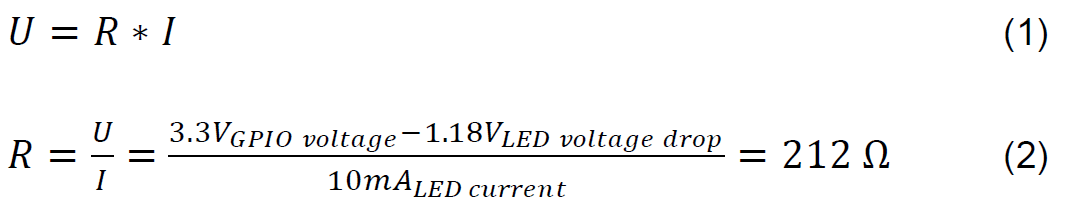 U = R * I (1)
R = U/I = (3.3V_GPIO voltage − 1.18V_LED voltage drop)/(10mA_LED current) = 212 Ω (2)